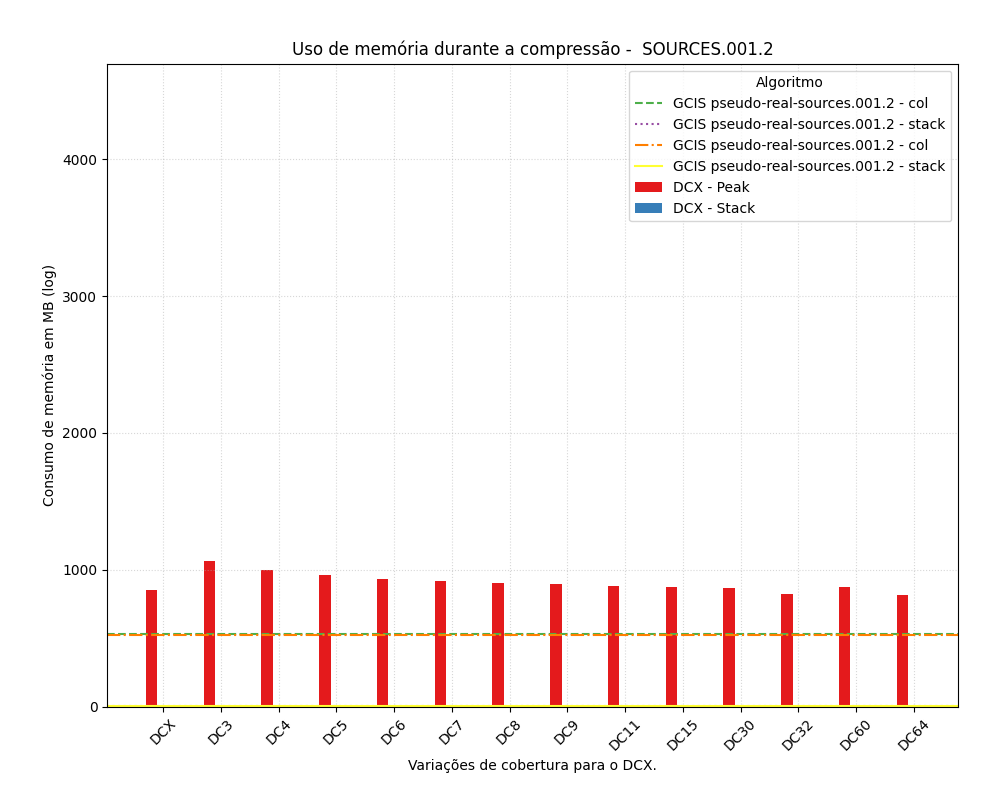 Uso de memória durante a compressão -  SOURCES.001.2
Algoritmo
GCIS pseudo-real-sources.001.2 - col
GCIS pseudo-real-sources.001.2 - stack
GCIS pseudo-real-sources.001.2 - col
GCIS pseudo-real-sources.001.2 - stack
DCX - Peak
DCX - Stack
Consumo de memória em MB (log)
4000
3000
2000
1000
0
DCX
DC3
DC4
DC5
DC6
DC7
DC8
DC9
DC11
DC15
DC30
DC32
DC60
DC64
Variações de cobertura para o DCX.